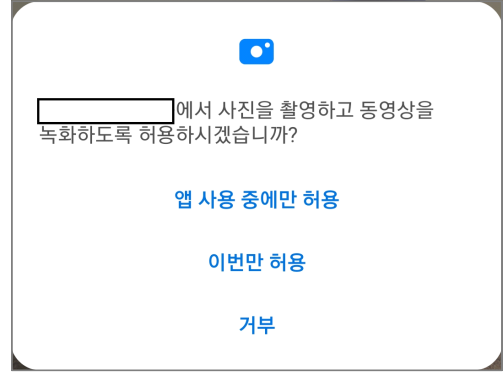 에서 사진을 촬영하고 동영상을
녹화하도록 허용하시겠습니까?
앱 사용 중에만 허용
이번만 허용
거부